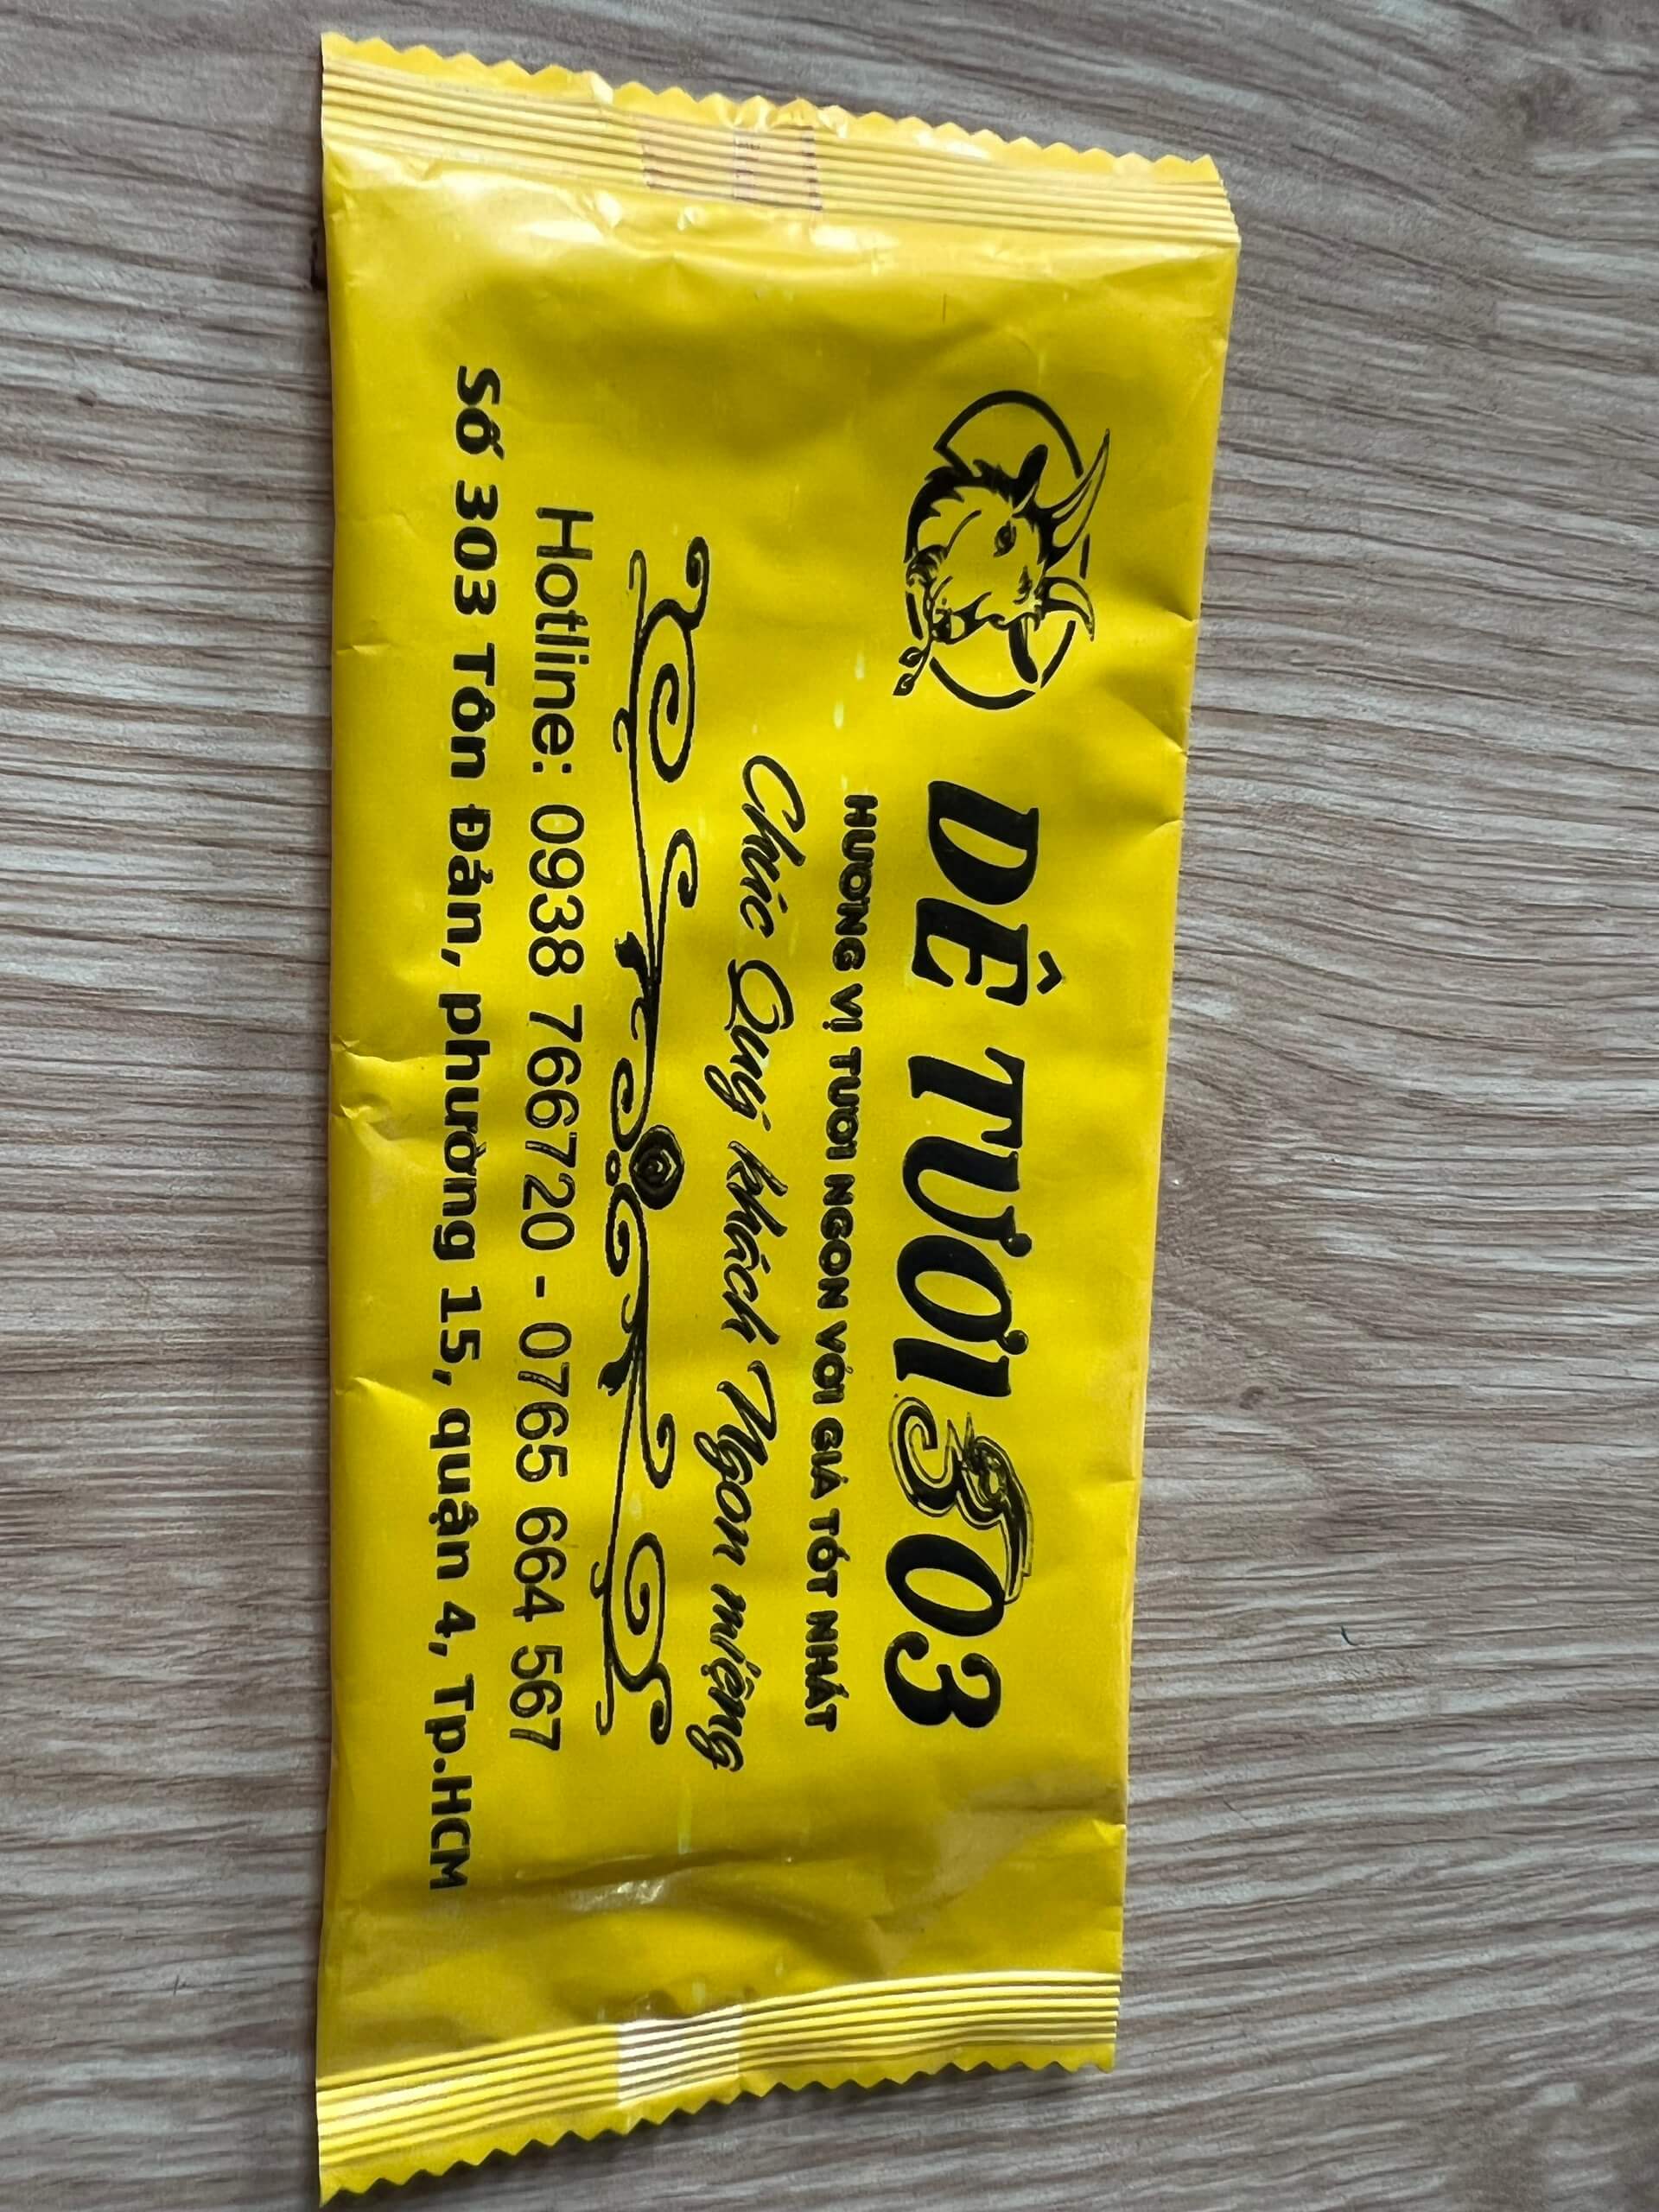 DÊ TƯƠI 303
HƯƠNG VỊ TƯƠI NGON VỚI GIÁ TỐT NHẤT
Chúc Quý khách Ngon miệng
Hotline: 0938 766720 - 0765 664 567
Số 303 Tôn Đản, phường 15, quận 4, Tp.HCM